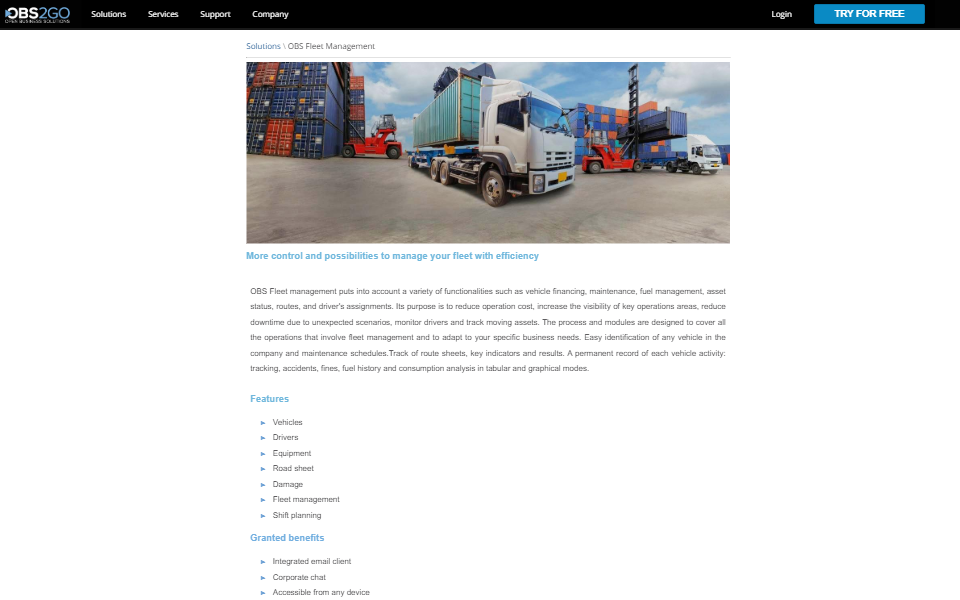 OBS2GO
OPEN BUSINESS SOLUTIONS
Solutions
Services
Support
Company
Login
TRY FOR FREE
Solutions \ OBS Fleet Management
More control and possibilities to manage your fleet with efficiency
OBS Fleet management puts into account a variety of functionalities such as vehicle financing, maintenance, fuel management, asset
status, routes, and driver's assignments. Its purpose is to reduce operation cost, increase the visibility of key operations areas, reduce
downtime due to unexpected scenarios, monitor drivers and track moving assets. The process and modules are designed to cover all
the operations that involve fleet management and to adapt to your specific business needs. Easy identification of any vehicle in the
company and maintenance schedules.Track of route sheets, key indicators and results. A permanent record of each vehicle activity:
tracking, accidents, fines, fuel history and consumption analysis in tabular and graphical modes.
Features
► Vehicles
► Drivers
► Equipment
► Road sheet
► Damage
► Fleet management
► Shift planning
Granted benefits
► Integrated email client
► Corporate chat
► Accessible from any device